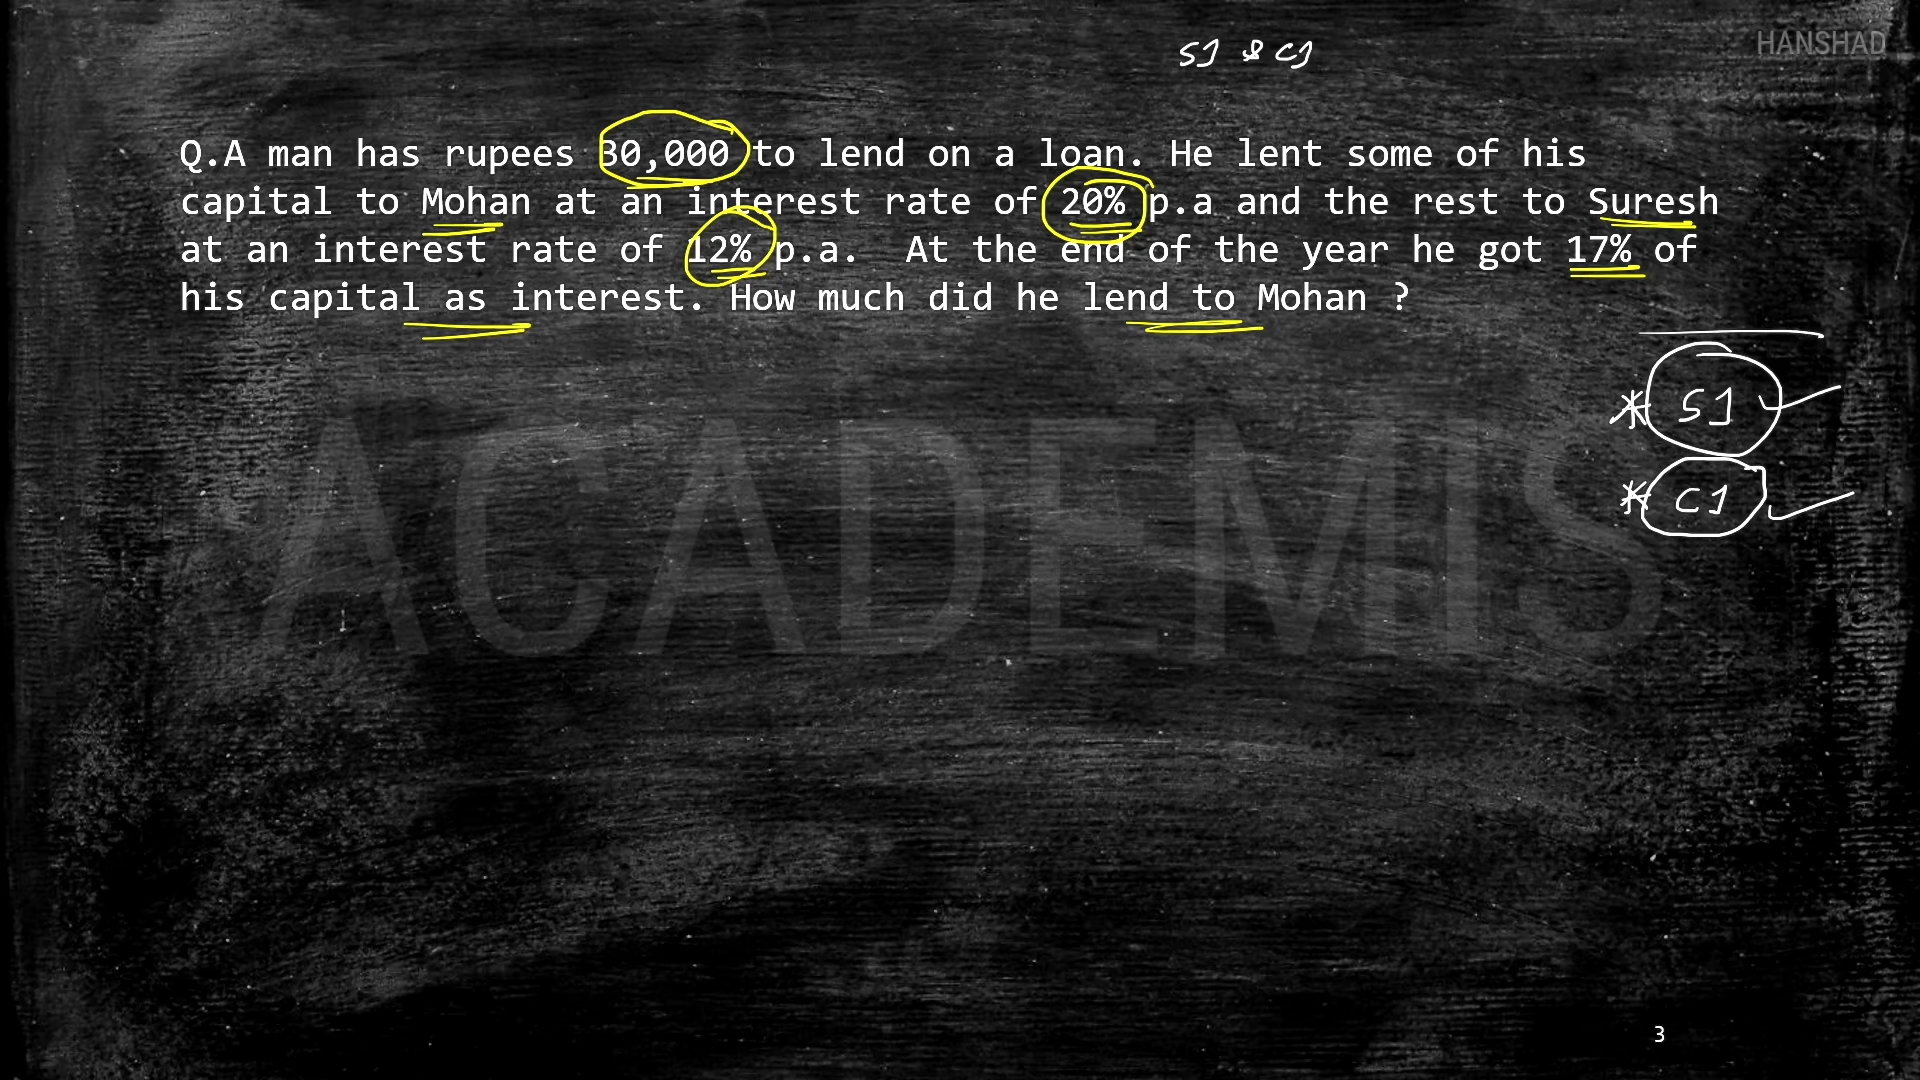 SI & CI
HANSHAD
Q.A man has rupees 30,000 to lend on a loan. He lent some of his
capital to Mohan at an interest rate of 20% p.a and the rest to Suresh
at an interest rate of 12% p.a. At the end of the year he got 17% of
his capital as interest. How much did he lend to Mohan ?
* SI
* CI
ACADEMIS
3